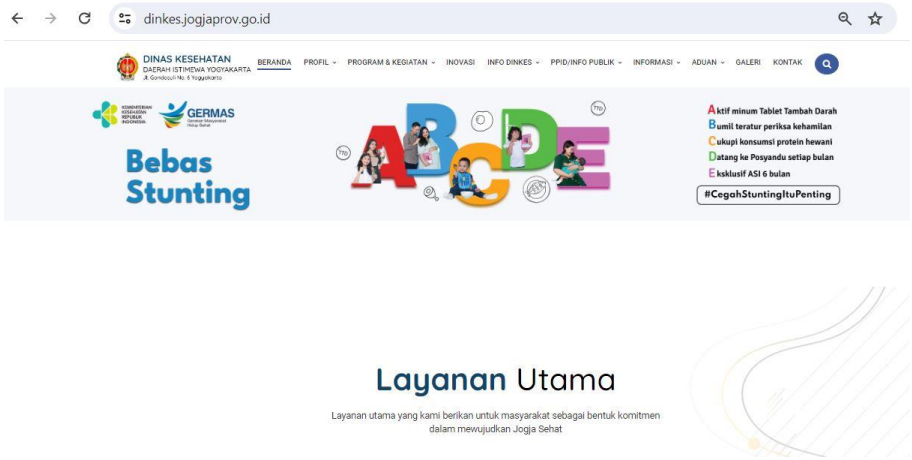 dinkes.jogjaprov.go.id
DINAS KESEHATAN
DAERAH ISTIMEWA YOGYAKARTA
Jl. Gondosuli No. 6 Yogyakarta
BERANDA PROFIL PROGRAM & KEGIATAN INOVASI INFO DINKES PPID/INFO PUBLIK INFORMASI ADUAN GALERI KONTAK
KEMENTERIAN
KESEHATAN
REPUBLIK
INDONESIA
GERMAS
Gerakan Masyarakat
Hidup Sehat
Bebas
Stunting
TTD
TTD
ABCDE
Aktif minum Tablet Tambah Darah
Bumil teratur periksa kehamilan
Cukupi konsumsi protein hewani
Datang ke Posyandu setiap bulan
Eksklusif ASI 6 bulan
#CegahStuntingItuPenting
Layanan Utama
Layanan utama yang kami berikan untuk masyarakat sebagai bentuk komitmen
dalam mewujudkan Jogja Sehat